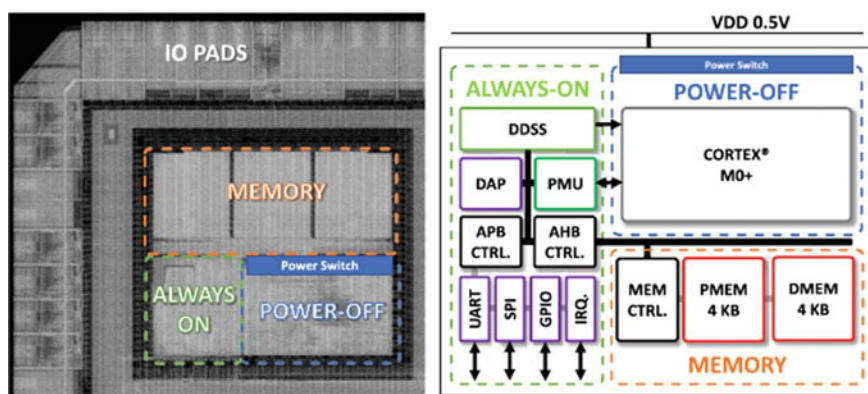 IO PADS
MEMORY
Power Switch
ALWAYS
ON
POWER-OFF
VDD 0.5V
Power Switch
ALWAYS-ON
POWER-OFF
DDSS
CORTEX®
M0+
DAP
PMU
APB
CTRL.
AHB
CTRL.
UART
SPI
GPIO
IRQ.
MEM
CTRL.
PMEM
4 KB
DMEM
4 KB
MEMORY